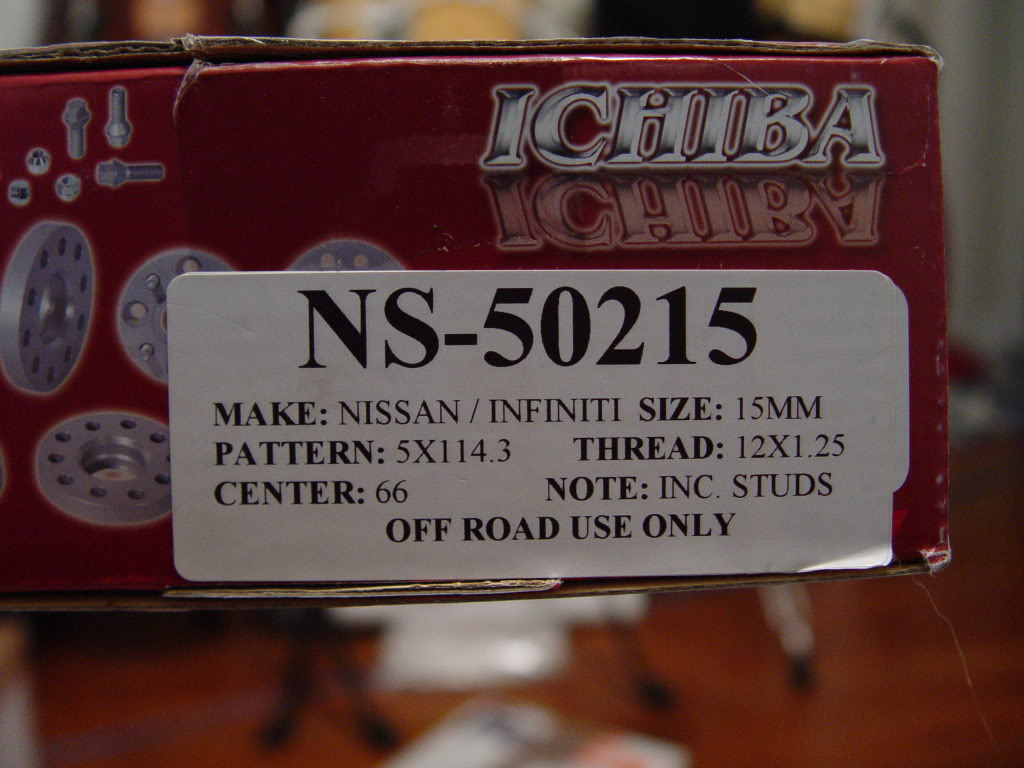 ICHIBA
NS-50215
MAKE: NISSAN / INFINITI SIZE: 15MM
PATTERN: 5X114.3 THREAD: 12X1.25
CENTER: 66 NOTE: INC. STUDS
OFF ROAD USE ONLY